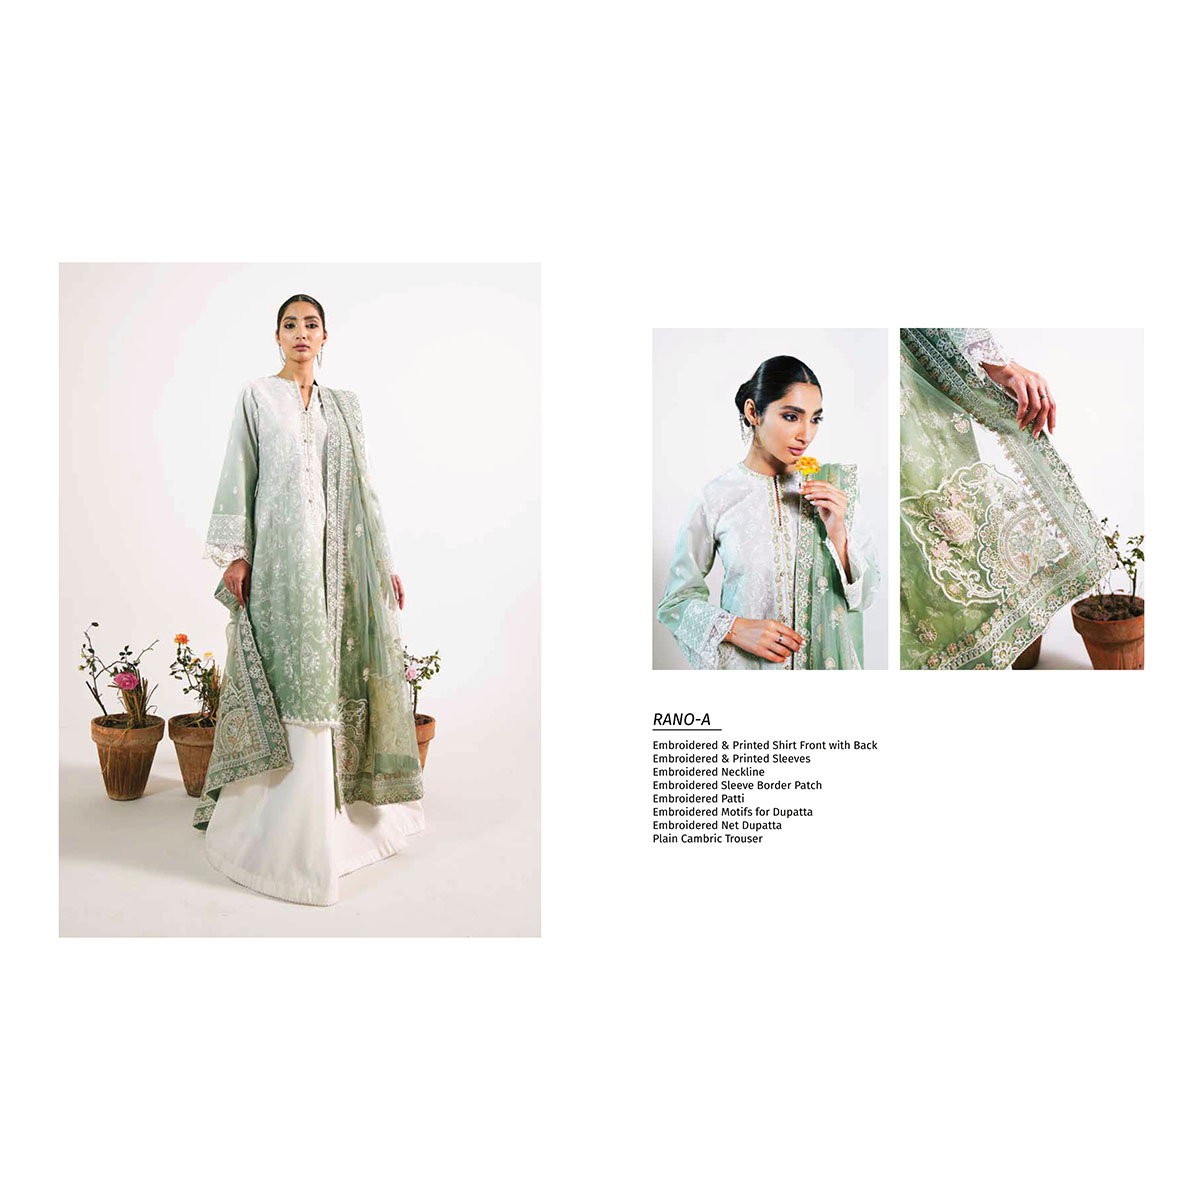 RANO-A
Embroidered & Printed Shirt Front with Back
Embroidered & Printed Sleeves
Embroidered Neckline
Embroidered Sleeve Border Patch
Embroidered Patti
Embroidered Motifs for Dupatta
Embroidered Net Dupatta
Plain Cambric Trouser